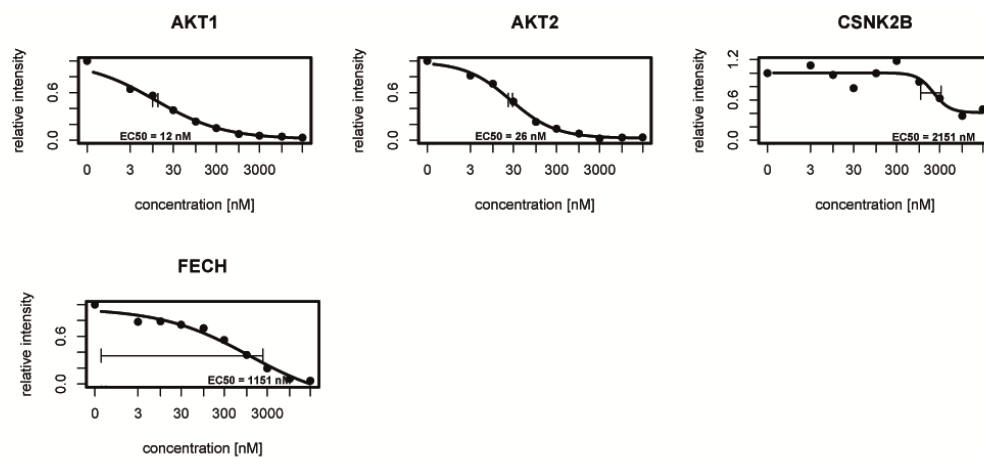 AKT1
relative intensity
0.0 0.6
EC50 = 12 nM
0 3 30 300 3000
concentration [nM]
AKT2
relative intensity
0.0 0.6
EC50 = 26 nM
0 3 30 300 3000
concentration [nM]
CSNK2B
relative intensity
0.0 0.6 1.2
EC50 = 2151 nM
0 3 30 300 3000
concentration [nM]
FECH
relative intensity
0.0 0.6
EC50 = 1151 nM
0 3 30 300 3000
concentration [nM]